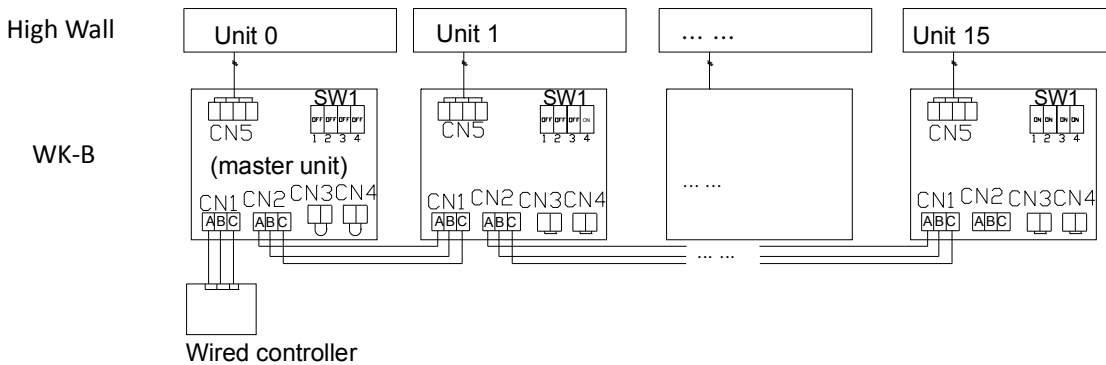 High Wall Unit 0 Unit 1 ... ... Unit 15
SW1 SW1 SW1
OFF OFF OFF OFF OFF OFF OFF ON ON ON ON ON
1 2 3 4 1 2 3 4 1 2 3 4
CN5 CN5 CN5
WK-B (master unit)
... ...
CN1 CN2 CN3 CN4 CN1 CN2 CN3 CN4 CN1 CN2 CN3 CN4
ABC ABC ABC ABC ABC ABC
... ...
Wired controller